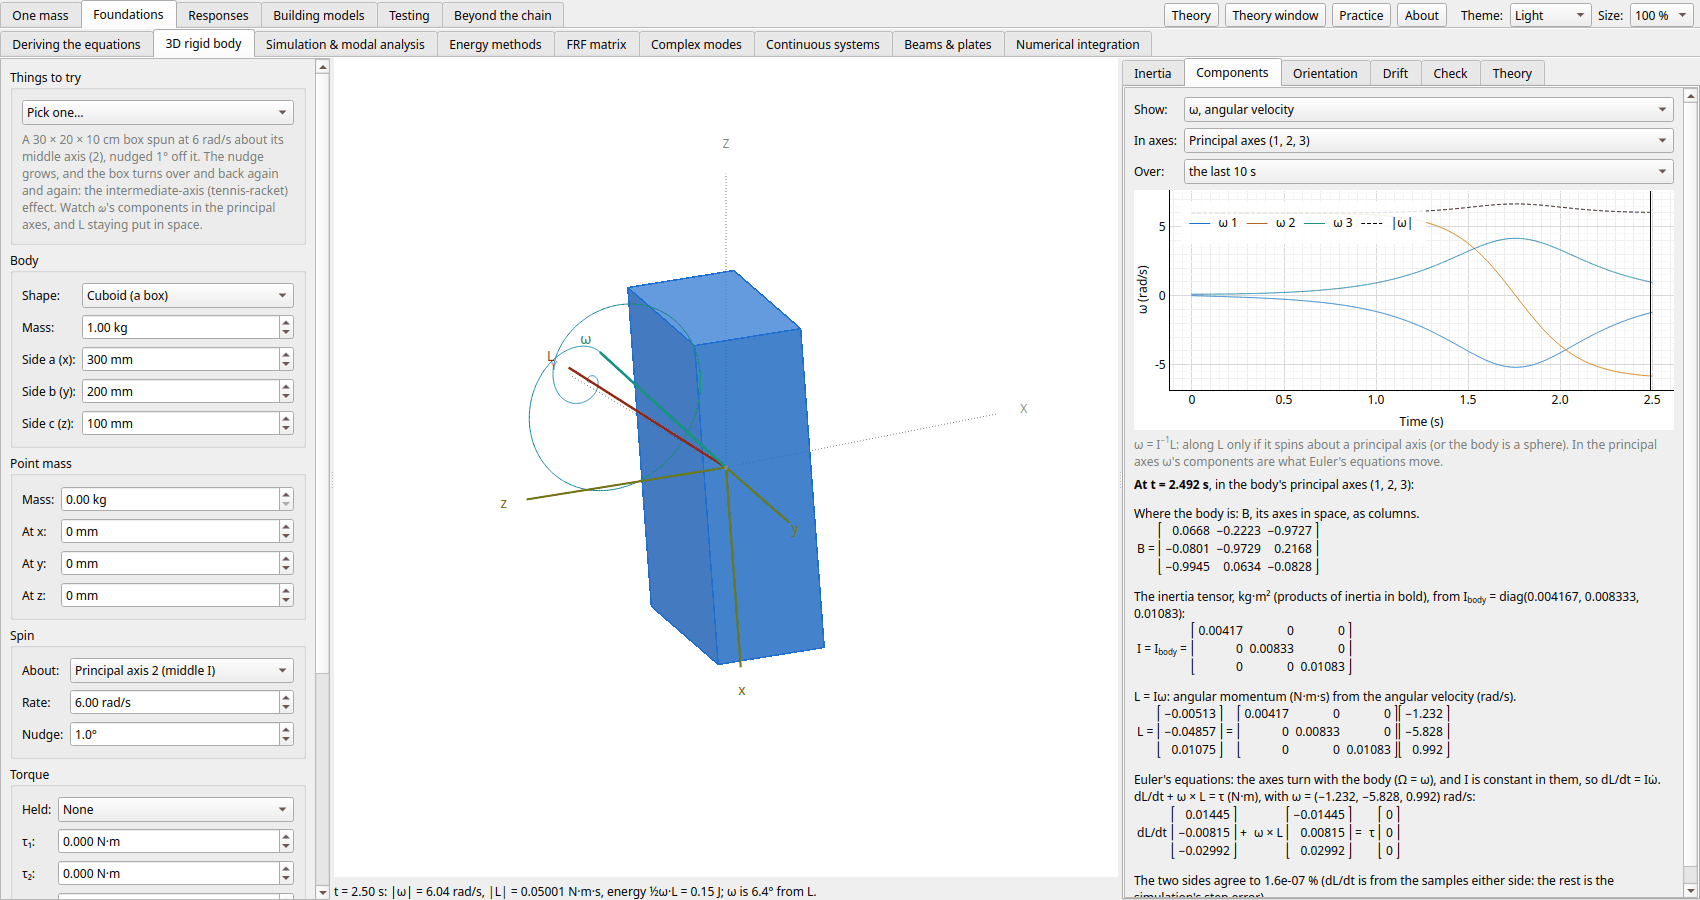 One mass Foundations Responses Building models Testing Beyond the chain Theory Theory window Practice About Theme: Light Size: 100 %
Deriving the equations 3D rigid body Simulation & modal analysis Energy methods FRF matrix Complex modes Continuous systems Beams & plates Numerical integration
Things to try
Pick one...
A 30 × 20 × 10 cm box spun at 6 rad/s about its
middle axis (2), nudged 1° off it. The nudge
grows, and the box turns over and back again
and again: the intermediate-axis (tennis-racket)
effect. Watch ω's components in the principal
axes, and L staying put in space.
Body
Shape: Cuboid (a box)
Mass: 1.00 kg
Side a (x): 300 mm
Side b (y): 200 mm
Side c (z): 100 mm
Point mass
Mass: 0.00 kg
At x: 0 mm
At y: 0 mm
At z: 0 mm
Spin
About: Principal axis 2 (middle I)
Rate: 6.00 rad/s
Nudge: 1.0°
Torque
Held: None
τ₁: 0.000 N·m
τ₂: 0.000 N·m
Z
X
L
ω
z
y
x
t = 2.50 s: |ω| = 6.04 rad/s, |L| = 0.05001 N·m·s, energy ½ω·L = 0.15 J; ω is 6.4° from L.
Inertia Components Orientation Drift Check Theory
Show: ω, angular velocity
In axes: Principal axes (1, 2, 3)
Over: the last 10 s
ω 1 ω 2 ω 3 |ω|
5
0
-5
ω (rad/s)
0 0.5 1.0 1.5 2.0 2.5
Time (s)
ω = I⁻¹L: along L only if it spins about a principal axis (or the body is a sphere). In the principal
axes ω's components are what Euler's equations move.
At t = 2.492 s, in the body's principal axes (1, 2, 3):
Where the body is: B, its axes in space, as columns.
0.0668 −0.2223 −0.9727
B = −0.0801 −0.9729 0.2168
−0.9945 0.0634 −0.0828
The inertia tensor, kg·m² (products of inertia in bold), from I_body = diag(0.004167, 0.008333,
0.01083):
0.00417 0 0
I = I_body = 0 0.00833 0
0 0 0.01083
L = Iω: angular momentum (N·m·s) from the angular velocity (rad/s).
−0.00513 0.00417 0 0 −1.232
L = −0.04857 = 0 0.00833 0 −5.828
0.01075 0 0 0.01083 0.992
Euler's equations: the axes turn with the body (Ω = ω), and I is constant in them, so dL/dt = Iω̇.
dL/dt + ω × L = τ (N·m), with ω = (−1.232, −5.828, 0.992) rad/s:
0.01445 −0.01445 0
dL/dt −0.00815 + ω × L 0.00815 = τ 0
−0.02992 0.02992 0
The two sides agree to 1.6e-07 % (dL/dt is from the samples either side: the rest is the
simulation's step error)